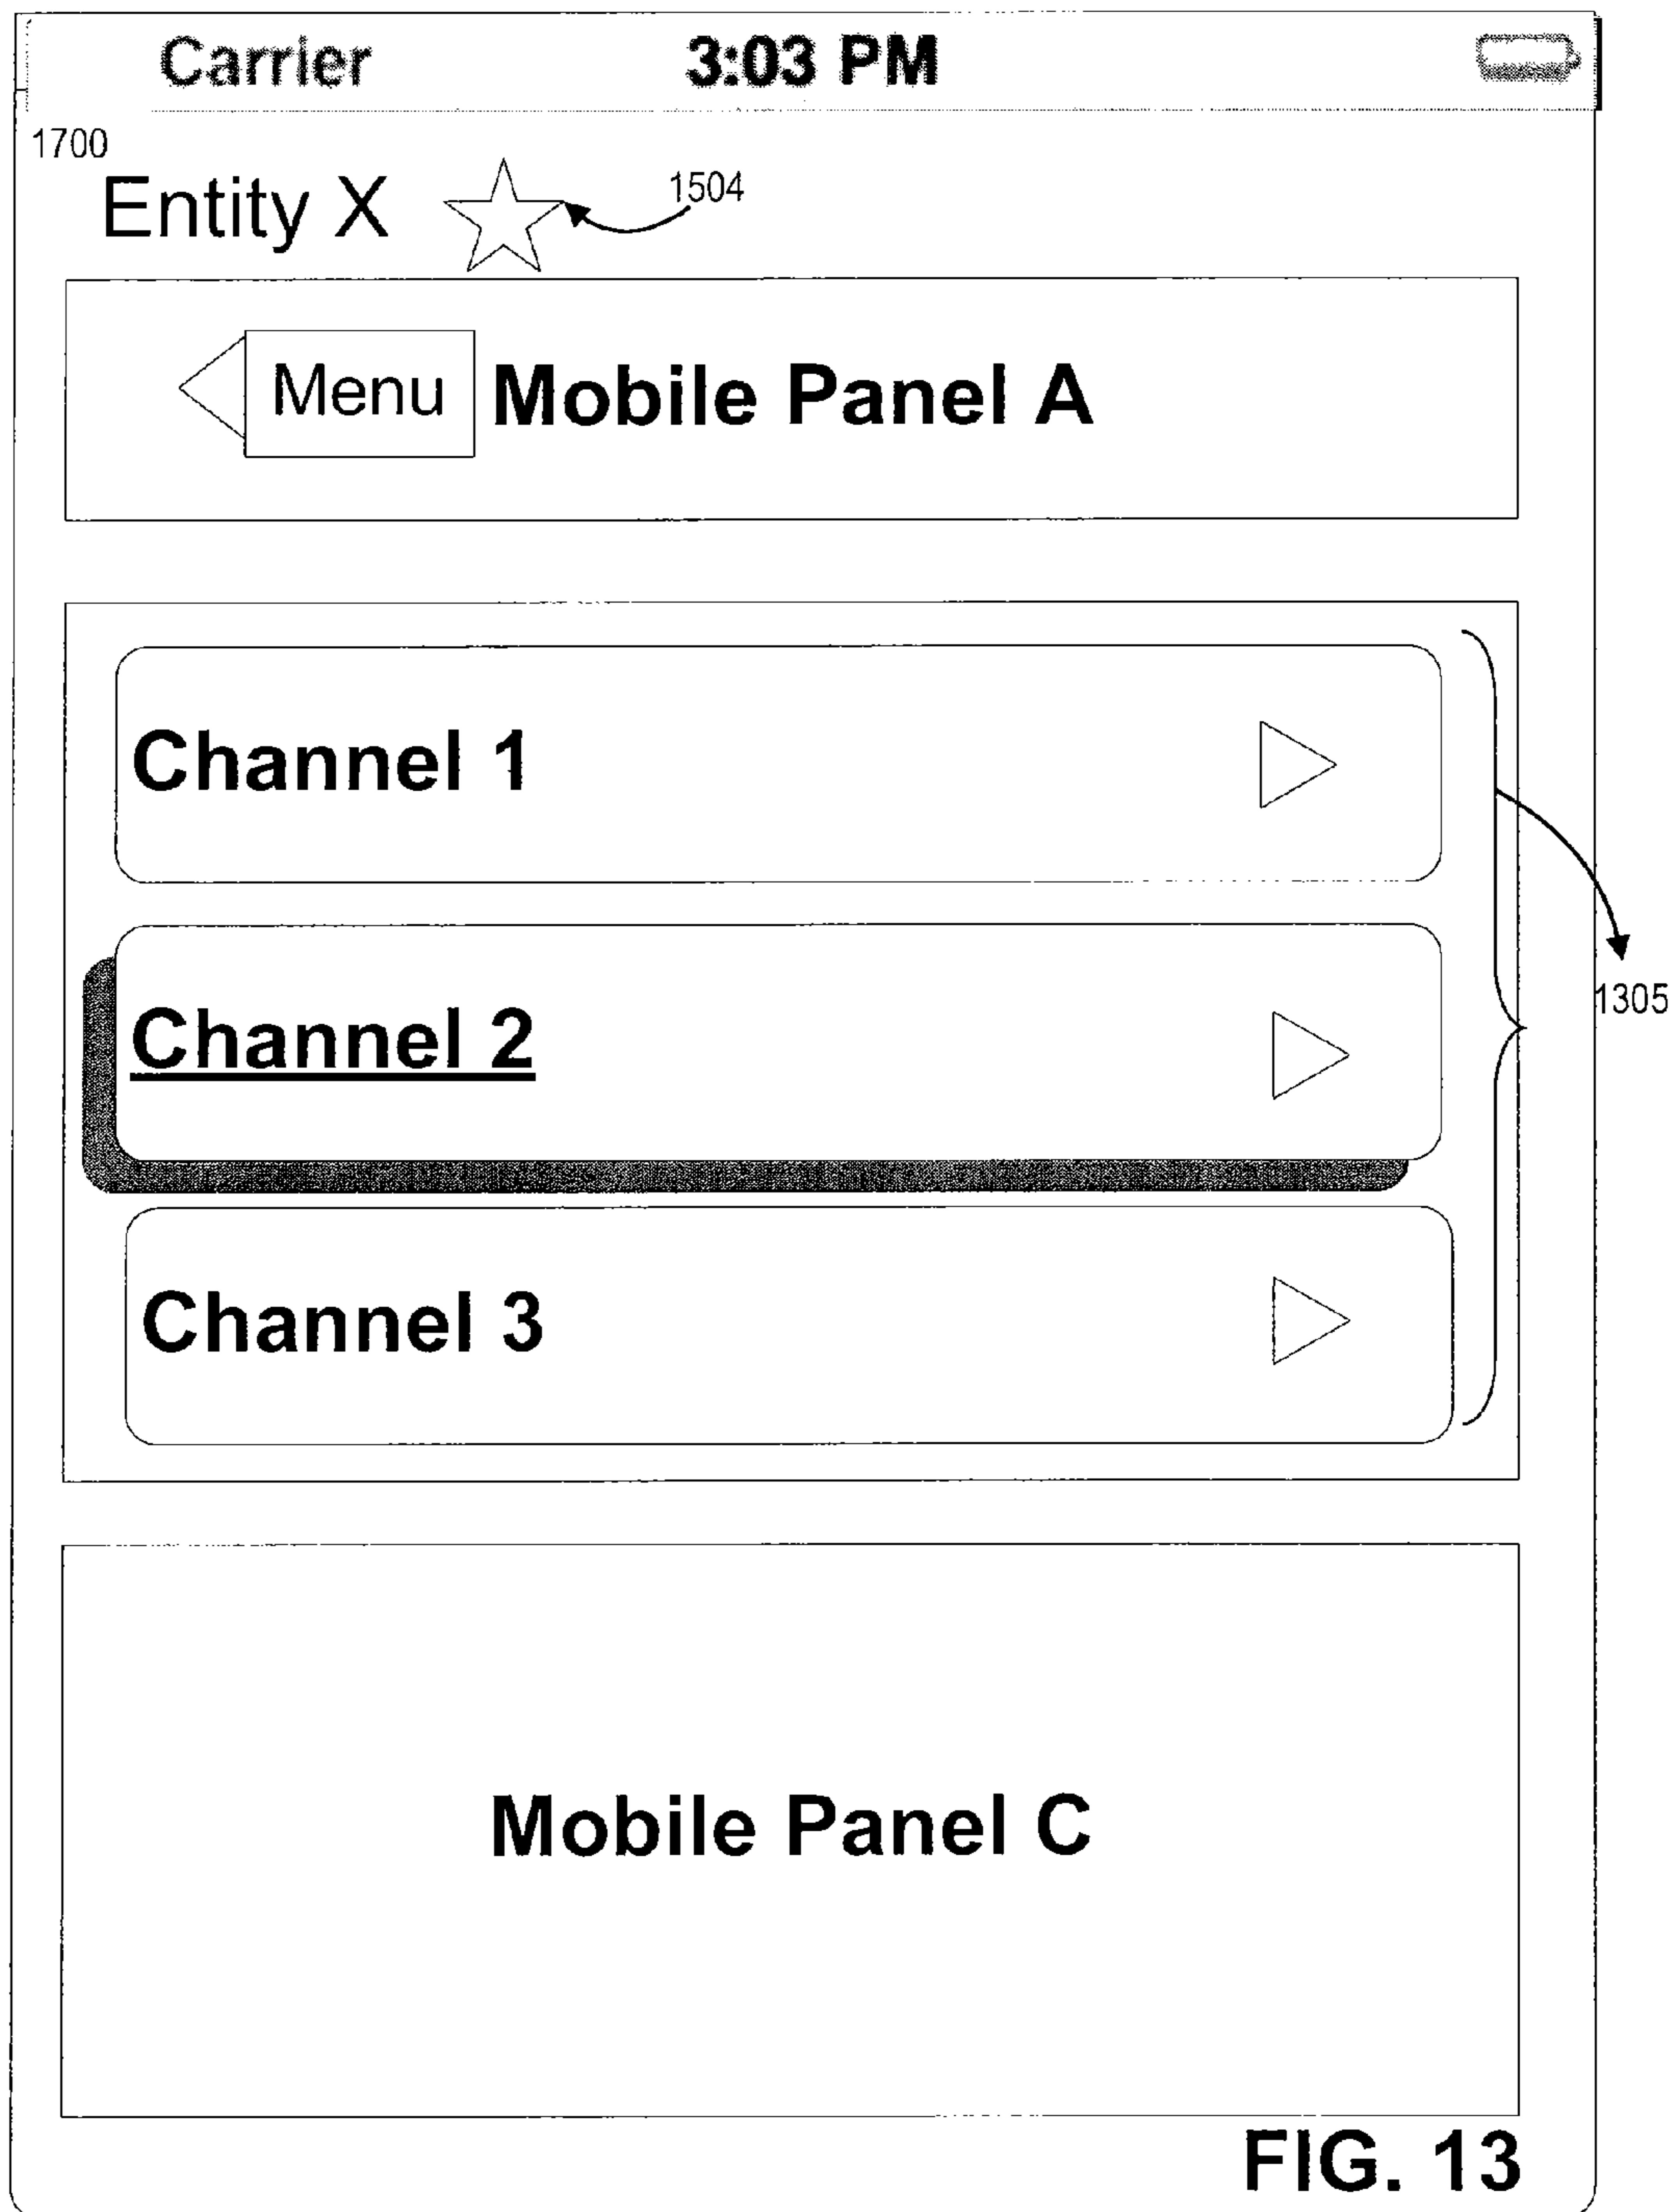 Carrier 3:03 PM
1700
Entity X 1504
Menu Mobile Panel A
Channel 1
Channel 2
1305
Channel 3
Mobile Panel C
FIG. 13